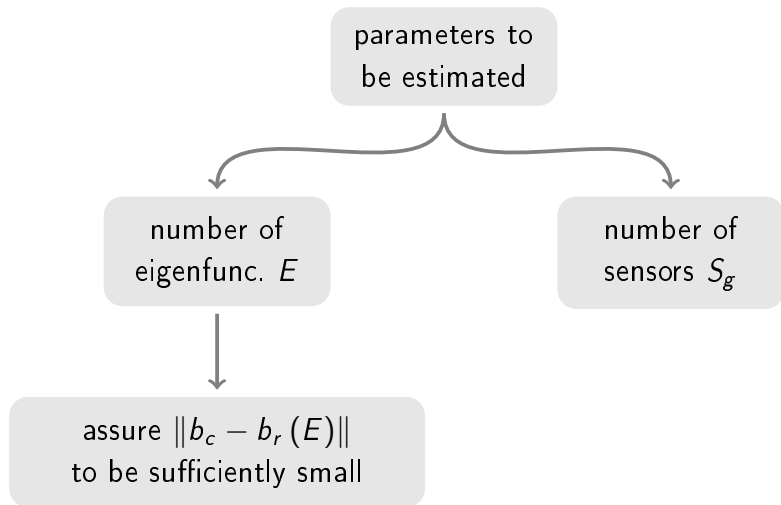 parameters to
be estimated
number of
eigenfunc. E
number of
sensors S_g
assure ‖b_c − b_r (E)‖
to be sufficiently small